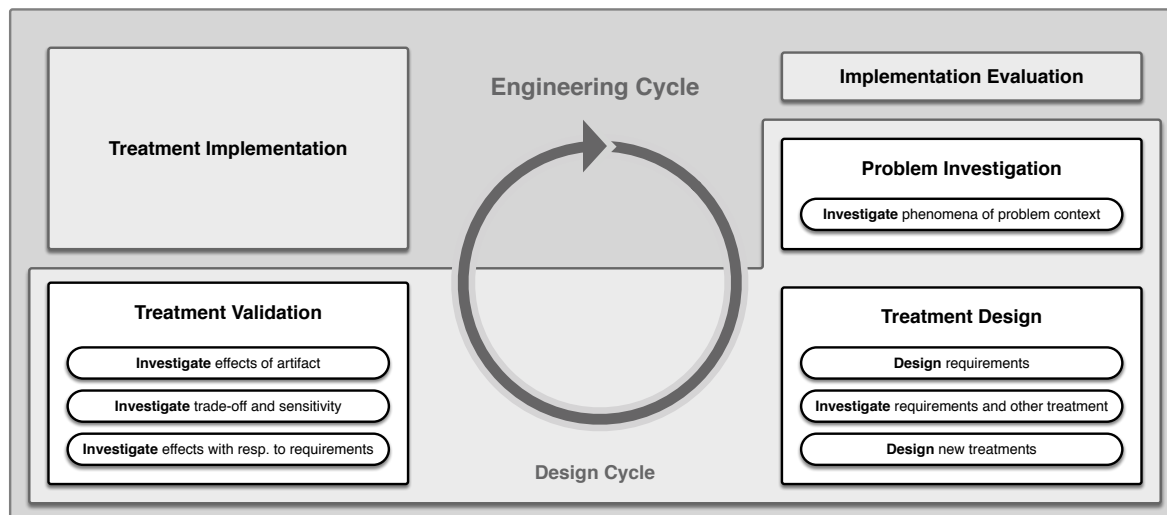 Engineering Cycle
Implementation Evaluation
Problem Investigation
Investigate phenomena of problem context
Treatment Design
Design requirements
Investigate requirements and other treatment
Design new treatments
Design Cycle
Treatment Validation
Investigate effects of artifact
Investigate trade-off and sensitivity
Investigate effects with resp. to requirements
Treatment Implementation